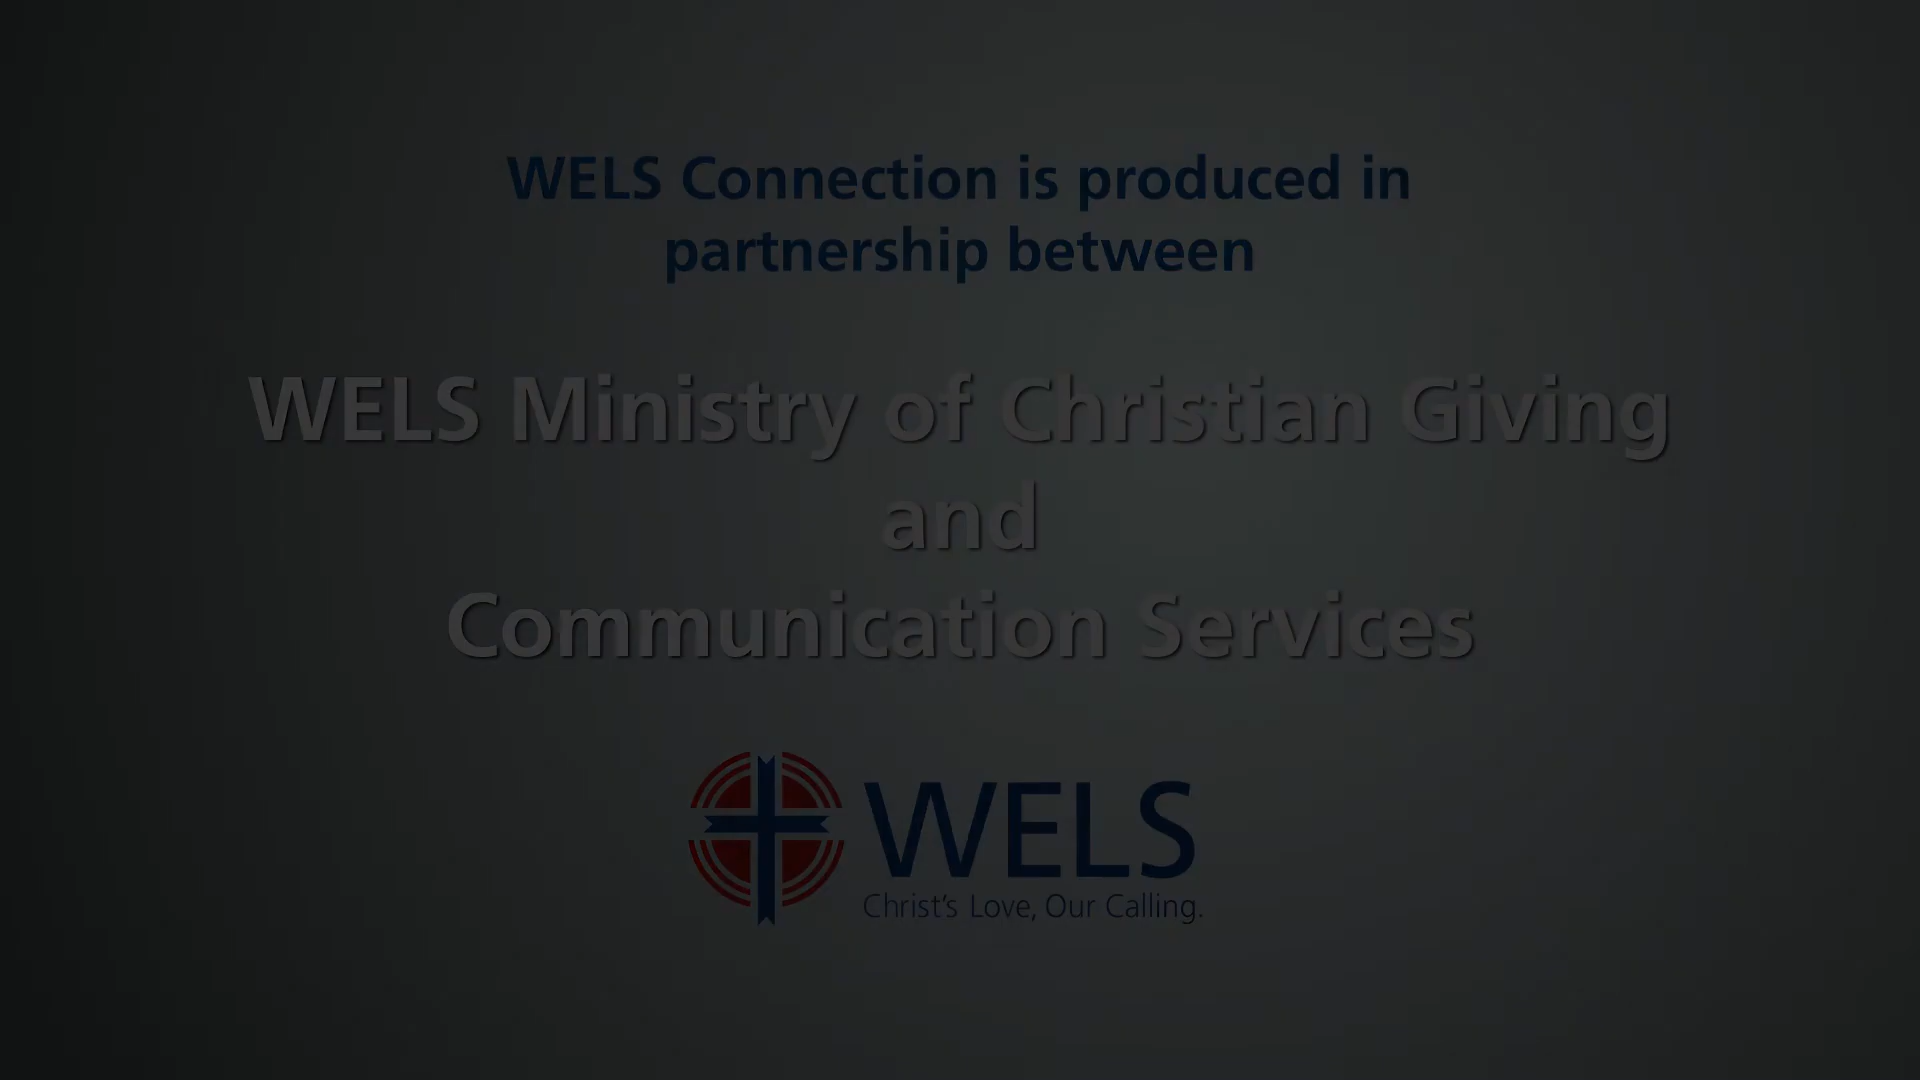 WELS Connection is produced in
partnership between
WELS Ministry of Christian Giving
and
Communication Services
WELS
Christ's Love, Our Calling.